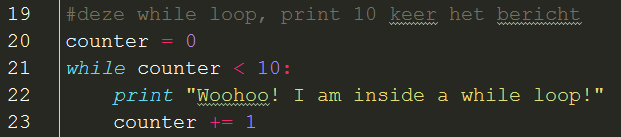 19 #deze while loop, print 10 keer het bericht
20 counter = 0
21 while counter < 10:
22     print "Woohoo! I am inside a while loop!"
23     counter += 1